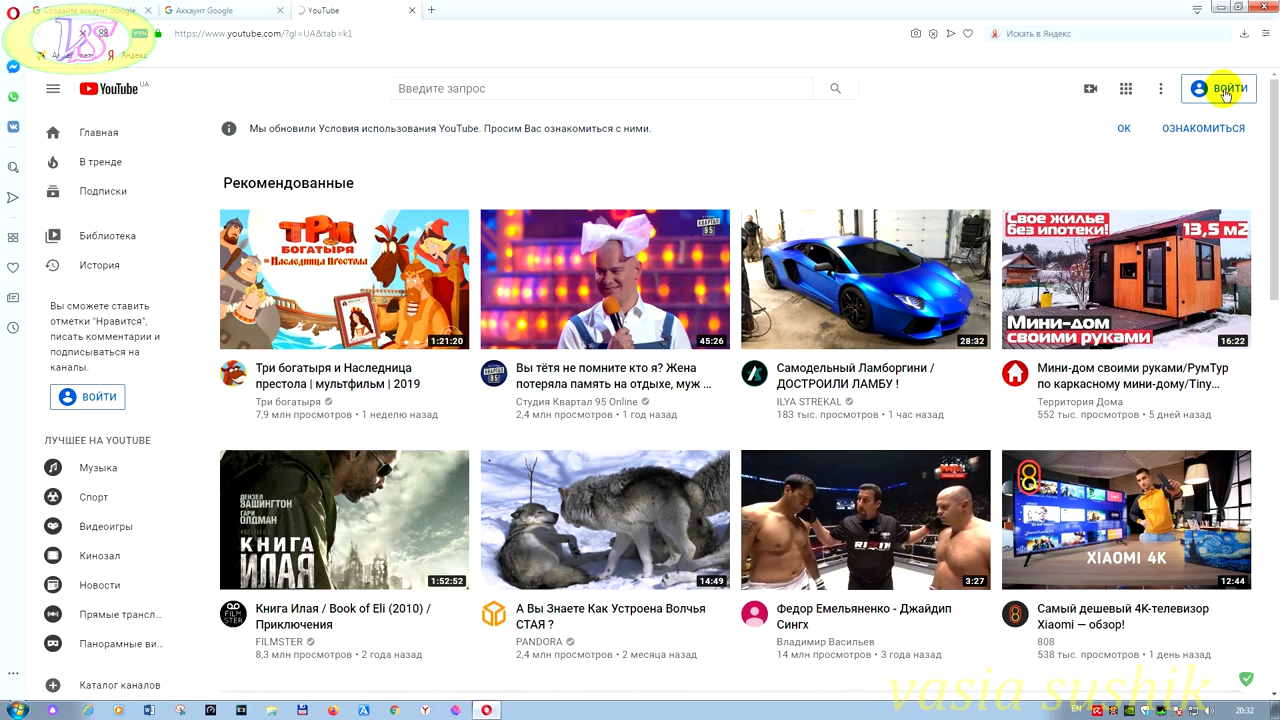 Создайте аккаунт Google
Аккаунт Google
YouTube
VS
VPN
https://www.youtube.com/?gl=UA&tab=k1
Искать в Яндекс
Яндекс
YouTube UA
Введите запрос
ВОЙТИ
Мы обновили Условия использования YouTube. Просим Вас ознакомиться с ними.
ОК
ОЗНАКОМИТЬСЯ
Главная
В тренде
Подписки
Библиотека
История
Вы сможете ставить
отметки "Нравится",
писать комментарии и
подписываться на
каналы.
ВОЙТИ
ЛУЧШЕЕ НА YOUTUBE
Музыка
Спорт
Видеоигры
Кинозал
Новости
Прямые трансл...
Панорамные ви...
Каталог каналов
Рекомендованные
ТРИ
БОГАТЫРЯ
и Наследница Престола
1:21:20
Три богатыря и Наследница
престола | мультфильм | 2019
Три богатыря
7,9 млн просмотров • 1 неделю назад
КВАРТАЛ
95
45:26
КВАРТАЛ
95
Вы тётя не помните кто я? Жена
потеряла память на отдыхе, муж ...
Студия Квартал 95 Online
2,4 млн просмотров • 1 год назад
28:32
Самодельный Ламборгини /
ДОСТРОИЛИ ЛАМБУ !
ILYA STREKAL
183 тыс. просмотров • 1 час назад
Свое жилье
без ипотеки!
13,5 м2
Мини-дом
своими руками
16:22
Мини-дом своими руками/РумТур
по каркасному мини-дому/Tiny...
Территория Дома
552 тыс. просмотров • 5 дней назад
ДЕНЗЕЛ
ВАШИНГТОН
ГАРИ
ОЛДМАН
КНИГА
ИЛАЯ
1:52:52
FILM
STER
Книга Илая / Book of Eli (2010) /
Приключения
FILMSTER
8,3 млн просмотров • 2 года назад
14:49
А Вы Знаете Как Устроена Волчья
СТАЯ ?
PANDORA
2,4 млн просмотров • 2 месяца назад
RIZIN
3:27
Федор Емельяненко - Джайдип
Сингх
Владимир Васильев
14 млн просмотров • 3 года назад
8
XIAOMI 4K
12:44
8
Самый дешевый 4K-телевизор
Xiaomi — обзор!
808
538 тыс. просмотров • 1 день назад
vasia sushik
EN
20:32